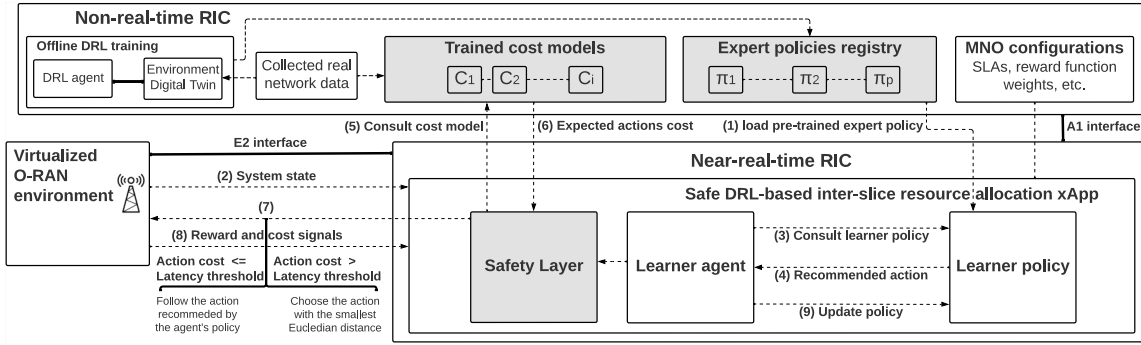 Non-real-time RIC
Offline DRL training
DRL agent
Environment
Digital Twin
Collected real
network data
Trained cost models
C1
C2
Ci
Expert policies registry
π1
π2
πp
MNO configurations
SLAs, reward function
weights, etc.
(5) Consult cost model
(6) Expected actions cost
(1) load pre-trained expert policy
A1 interface
E2 interface
Virtualized
O-RAN
environment
(2) System state
(7)
(8) Reward and cost signals
Action cost <=
Latency threshold
Action cost >
Latency threshold
Follow the action
recommeded by
the agent's policy
Choose the action
with the smallest
Eucledian distance
Near-real-time RIC
Safe DRL-based inter-slice resource allocation xApp
Safety Layer
Learner agent
(3) Consult learner policy
(4) Recommended action
(9) Update policy
Learner policy